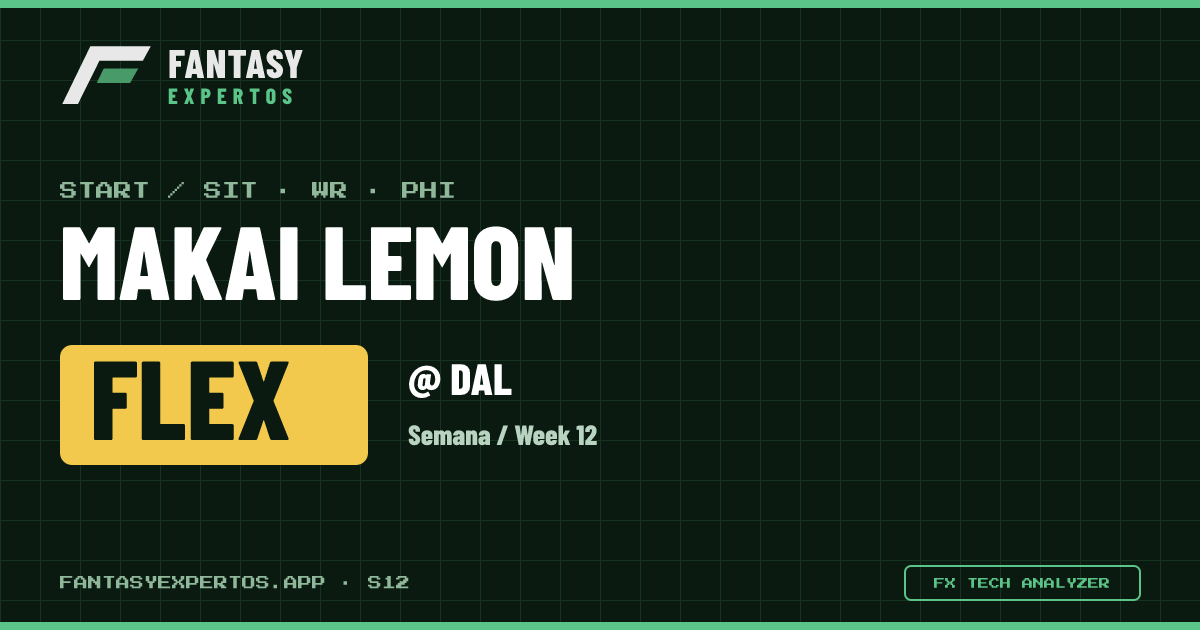 FANTASY
EXPERTOS
START / SIT · WR · PHI
MAKAI LEMON
FLEX
@ DAL
Semana / Week 12
FANTASYEXPERTOS.APP · S12
FX TECH ANALYZER